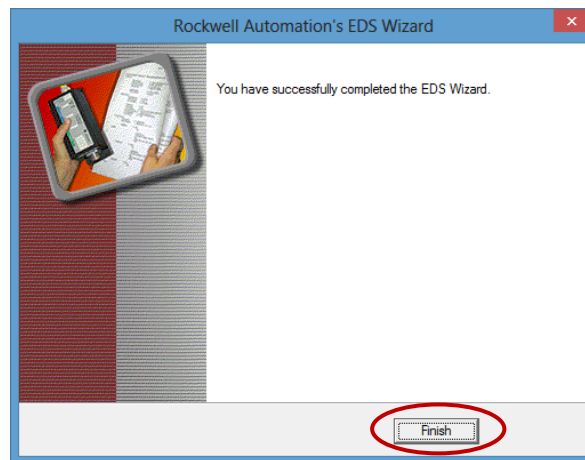 Rockwell Automation's EDS Wizard
You have successfully completed the EDS Wizard.
Finish